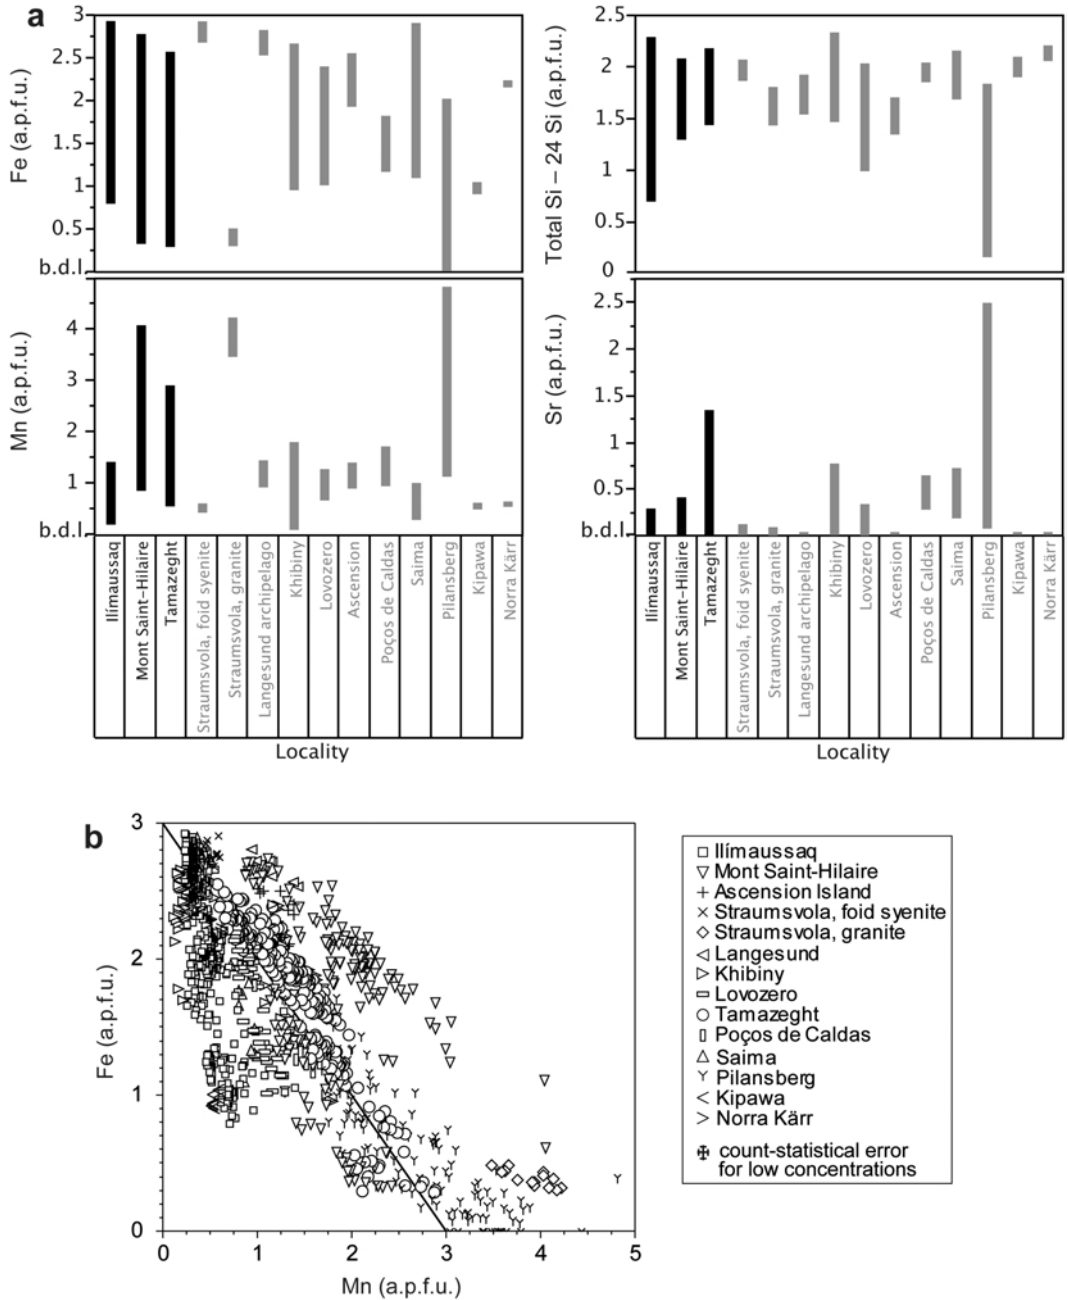 a
3
2.5
2
1.5
1
0.5
b.d.l.
Fe (a.p.f.u.)
2.5
2
1.5
1
0.5
0
Total Si – 24 Si (a.p.f.u.)
4
3
2
1
b.d.l.
Mn (a.p.f.u.)
2.5
2
1.5
1
0.5
b.d.l.
Sr (a.p.f.u.)
Ilímaussaq
Mont Saint-Hilaire
Tamazeght
Straumsvola, foid syenite
Straumsvola, granite
Langesund archipelago
Khibiny
Lovozero
Ascension
Poços de Caldas
Saima
Pilansberg
Kipawa
Norra Kärr
Locality
Ilímaussaq
Mont Saint-Hilaire
Tamazeght
Straumsvola, foid syenite
Straumsvola, granite
Langesund archipelago
Khibiny
Lovozero
Ascension
Poços de Caldas
Saima
Pilansberg
Kipawa
Norra Kärr
Locality
b
3
2
1
0
Fe (a.p.f.u.)
0 1 2 3 4 5
Mn (a.p.f.u.)
Ilímaussaq
Mont Saint-Hilaire
Ascension Island
Straumsvola, foid syenite
Straumsvola, granite
Langesund
Khibiny
Lovozero
Tamazeght
Poços de Caldas
Saima
Pilansberg
Kipawa
Norra Kärr
count-statistical error
for low concentrations